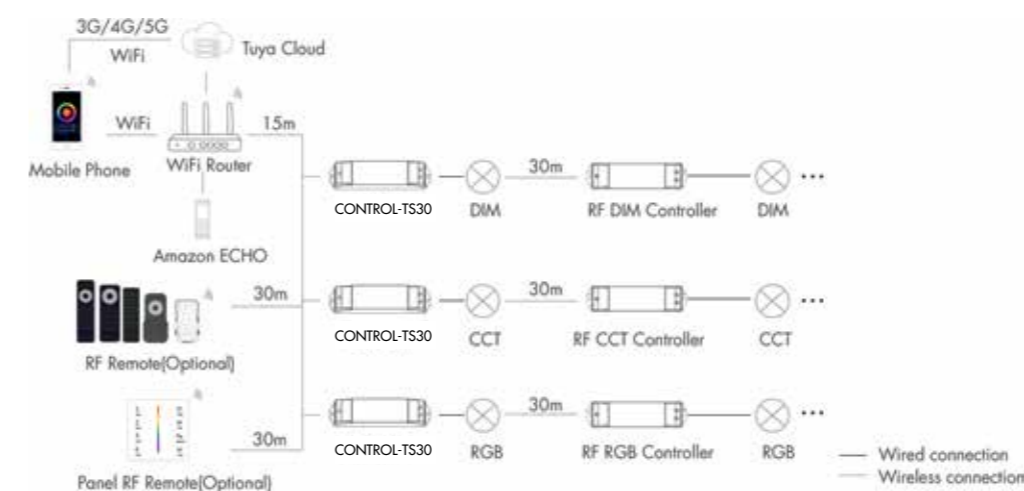 3G/4G/5G
WiFi
Tuya Cloud
WiFi
15m
Mobile Phone
WiFi Router
Amazon ECHO
CONTROL-TS30
DIM
30m
RF DIM Controller
DIM
...
30m
RF Remote(Optional)
CONTROL-TS30
CCT
30m
RF CCT Controller
CCT
...
30m
Panel RF Remote(Optional)
CONTROL-TS30
RGB
30m
RF RGB Controller
RGB
...
Wired connection
Wireless connection